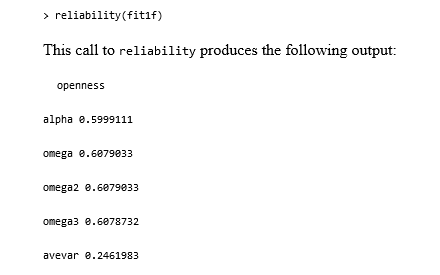 > reliability(fit1f)
This call to reliability produces the following output:
openness
alpha 0.5999111
omega 0.6079033
omega2 0.6079033
omega3 0.6078732
avevar 0.2461983